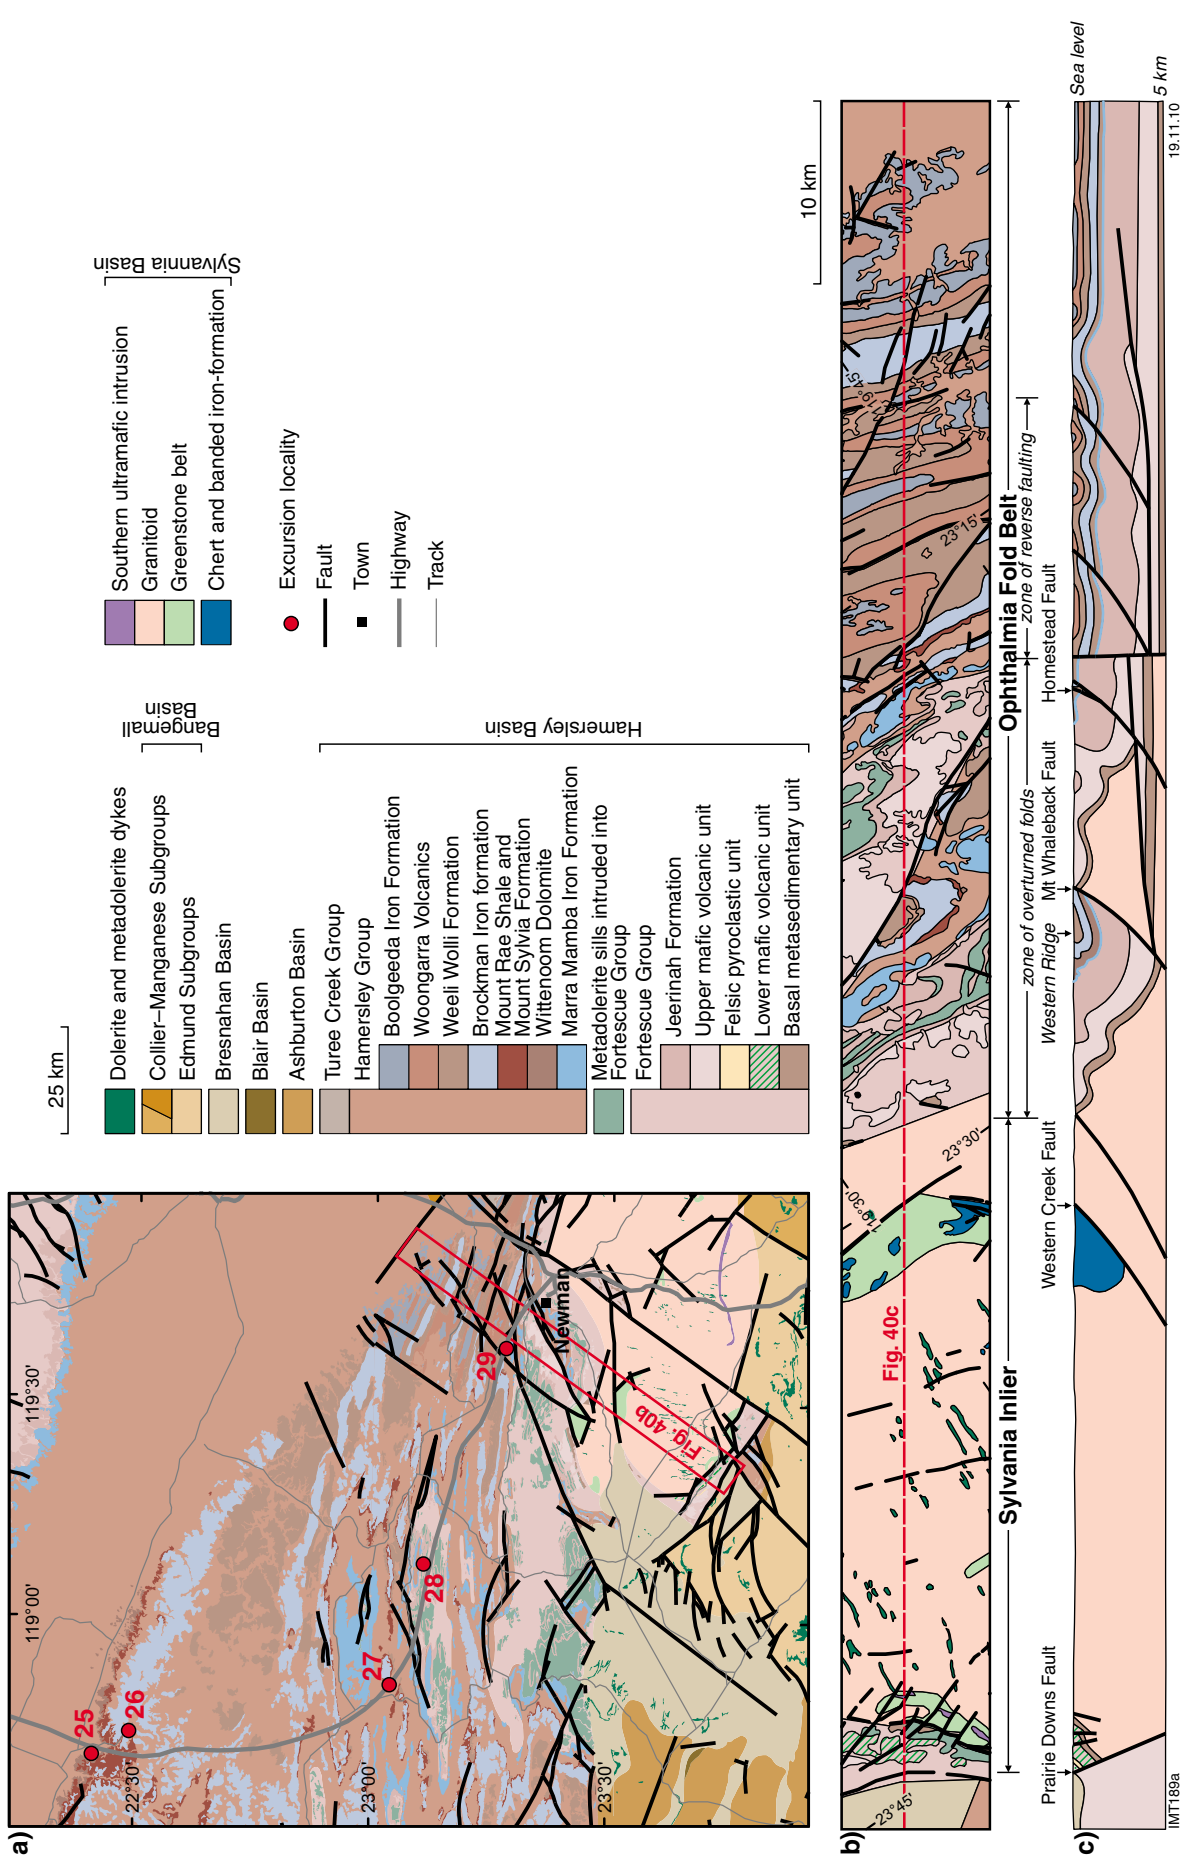 a)
25 km
22°30'
23°00'
23°30'
119°00'
119°30'
25
26
27
28
29
Newman
Fig. 40b
Dolerite and metadolerite dykes
Collier–Manganese Subgroups
Edmund Subgroups
Bangemall
Basin
Bresnahan Basin
Blair Basin
Ashburton Basin
Turee Creek Group
Hamersley Group
Boolgeeda Iron Formation
Woongarra Volcanics
Weeli Wolli Formation
Brockman Iron formation
Mount Rae Shale and
Mount Sylvia Formation
Wittenoom Dolomite
Marra Mamba Iron Formation
Metadolerite sills intruded into
Fortescue Group
Fortescue Group
Jeerinah Formation
Upper mafic volcanic unit
Felsic pyroclastic unit
Lower mafic volcanic unit
Basal metasedimentary unit
Hamersley Basin
Southern ultramafic intrusion
Granitoid
Greenstone belt
Chert and banded iron-formation
Sylvannia Basin
Excursion locality
Fault
Town
Highway
Track
b)
10 km
23°45'
119°30'
23°30'
23°15'
119°45'
Fig. 40c
Sylvania Inlier
Ophthalmia Fold Belt
zone of overturned folds
zone of reverse faulting
Prairie Downs Fault
Western Creek Fault
Western Ridge
Mt Whaleback Fault
Homestead Fault
c)
Sea level
5 km
IMT189a
19.11.10